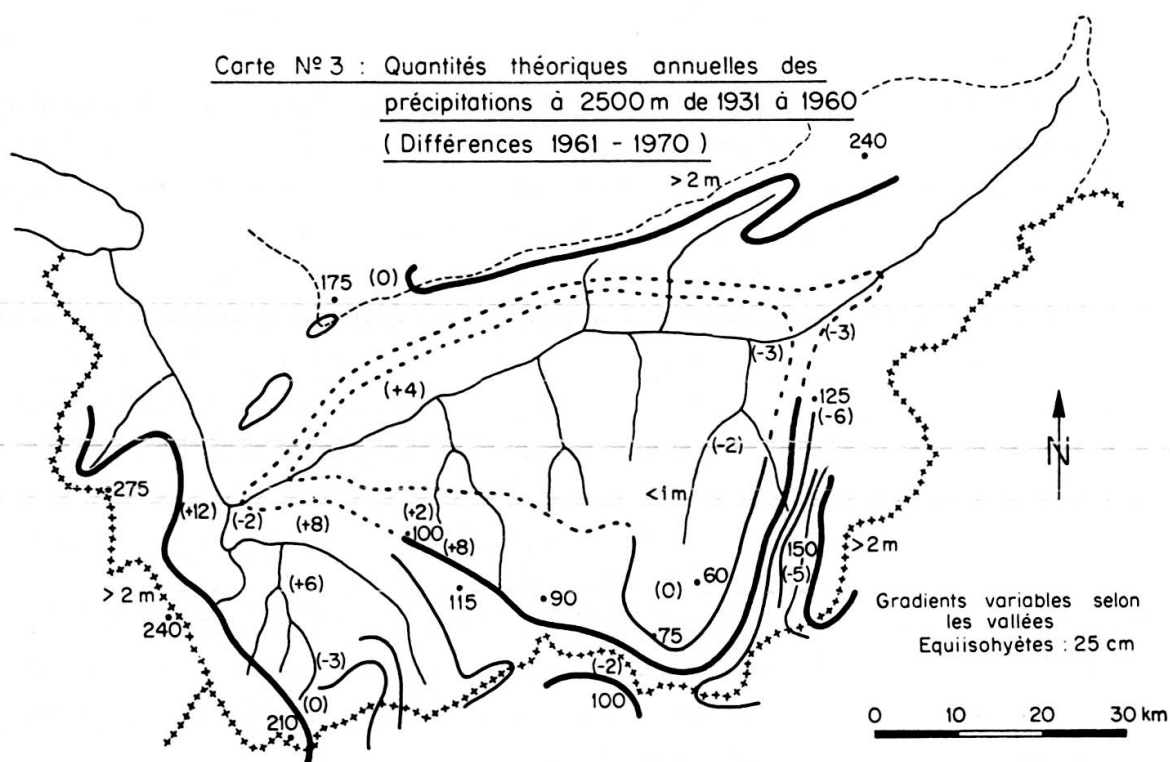 Carte Nº 3 : Quantités théoriques annuelles des
précipitations à 2500 m de 1931 à 1960
( Différences 1961 - 1970 )
240
> 2 m
175
(0)
(-3)
(-3)
(+4)
125
(-6)
(-2)
N
275
(+12)
(-2)
(+8)
(+2)
100
(+8)
< 1 m
150
(-5)
> 2 m
(+6)
> 2 m
240
115
90
(0)
60
75
Gradients variables selon
les vallées
Equiisohyètes : 25 cm
(-3)
(0)
210
(-2)
100
0 10 20 30 km